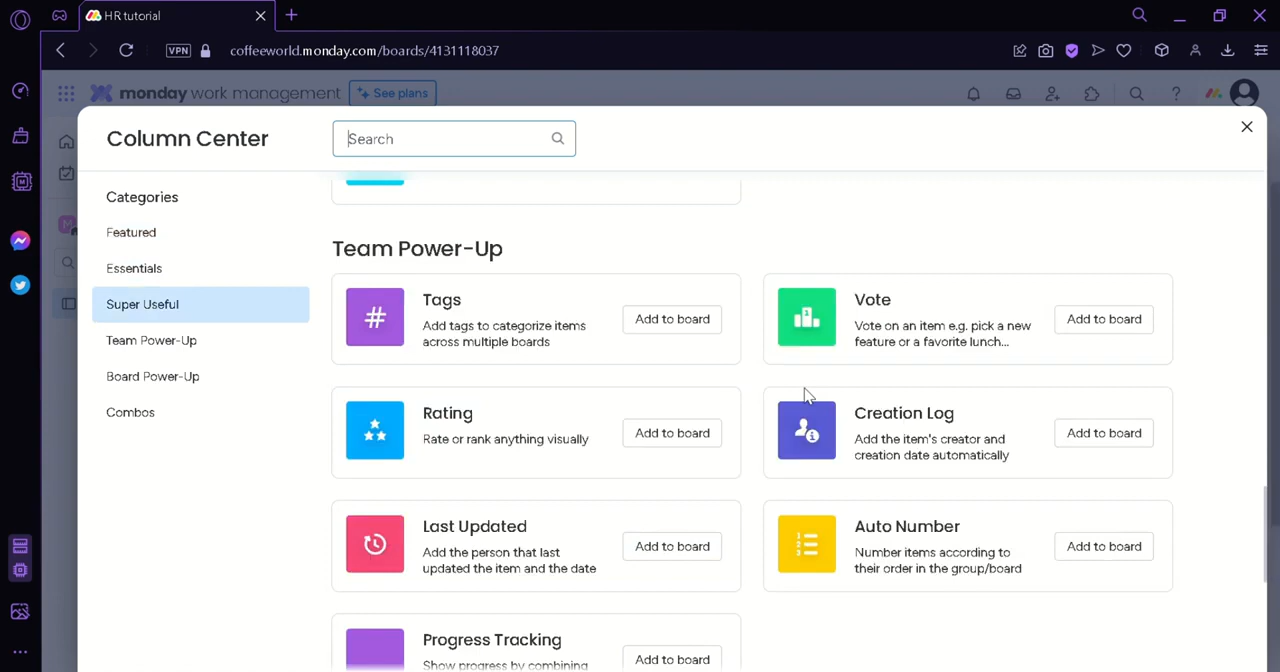 HR tutorial
VPN
coffeeworld.monday.com/boards/4131118037
monday work management
See plans
Column Center
Search
Categories
Featured
Essentials
Super Useful
Team Power-Up
Board Power-Up
Combos
Team Power-Up
Tags
Add tags to categorize items
across multiple boards
Add to board
Vote
Vote on an item e.g. pick a new
feature or a favorite lunch...
Add to board
Rating
Rate or rank anything visually
Add to board
Creation Log
Add the item's creator and
creation date automatically
Add to board
Last Updated
Add the person that last
updated the item and the date
Add to board
Auto Number
Number items according to
their order in the group/board
Add to board
Progress Tracking
Show progress by combining
Add to board